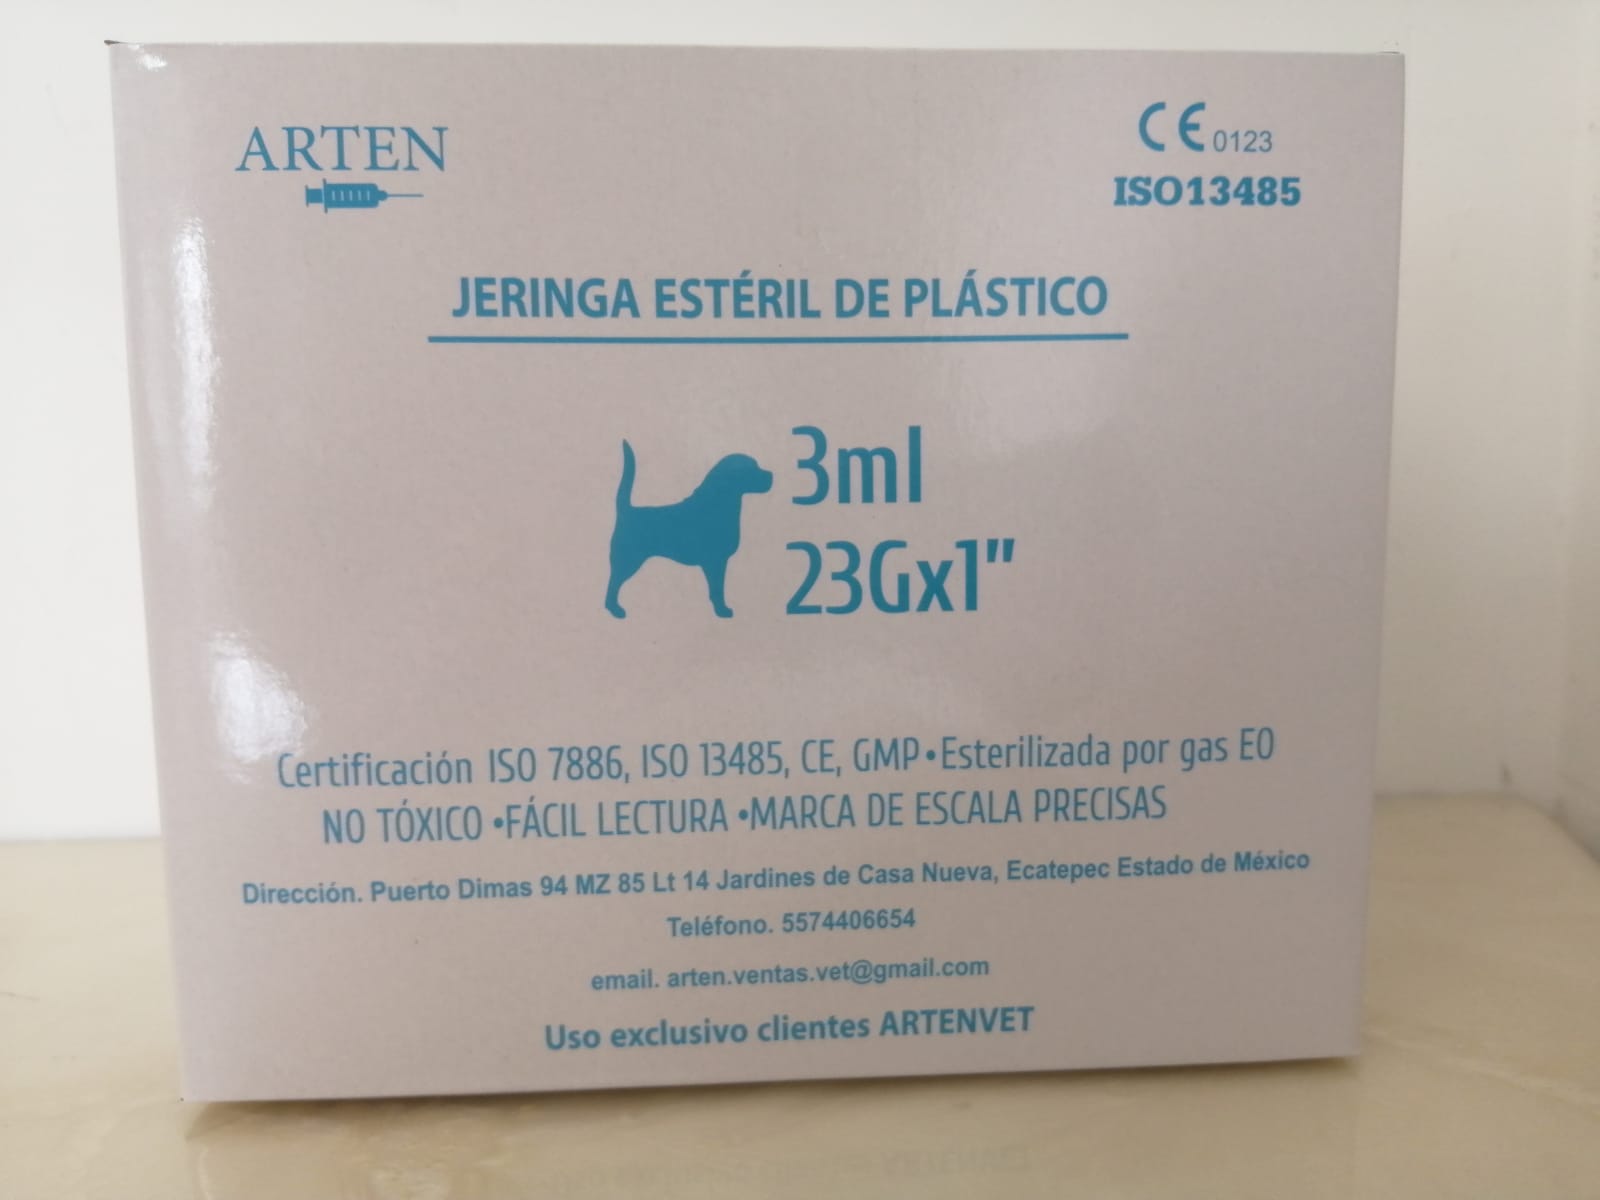 ARTEN
CE 0123
ISO13485
JERINGA ESTÉRIL DE PLÁSTICO
3ml
23Gx1"
Certificación ISO 7886, ISO 13485, CE, GMP•Esterilizada por gas EO
NO TÓXICO •FÁCIL LECTURA •MARCA DE ESCALA PRECISAS
Dirección. Puerto Dimas 94 MZ 85 Lt 14 Jardines de Casa Nueva, Ecatepec Estado de México
Teléfono. 5574406654
email. arten.ventas.vet@gmail.com
Uso exclusivo clientes ARTENVET